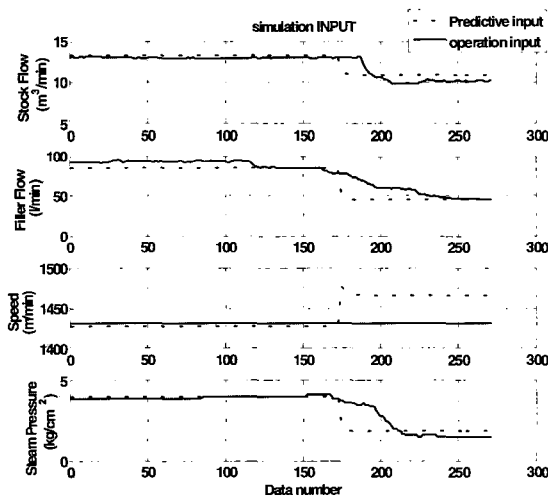 simulation INPUT
Predictive input
operation input
Stock Flow
(m³/min)
15
10
5
0 50 100 150 200 250 300
Filler Flow
(l/min)
100
50
0
0 50 100 150 200 250 300
Speed
(m/min)
1500
1450
1400
0 50 100 150 200 250 300
Steam Pressure
(kg/cm²)
5
0
0 50 100 150 200 250 300
Data number